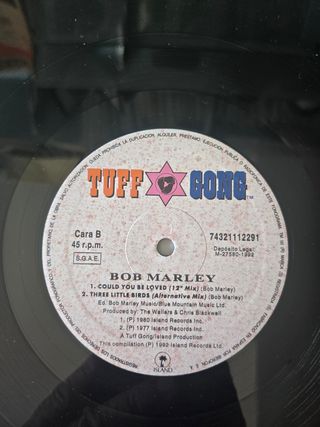 TUFF GONG™
Cara B
45 r.p.m.
S.G.A.E.
74321112291
Depósito Legal:
M-27580-1992
BOB MARLEY
1. COULD YOU BE LOVED (12" Mix) (Bob Marley)
2. THREE LITTLE BIRDS (Alternative Mix) (Bob Marley)
Ed. Bob Marley Music/Blue Mountain Music Ltd.
Produced by: The Wailers & Chris Blackwell
1. (P) 1980 Island Records Inc.
2. (P) 1977 Island Records Inc.
A Tuff Gong/Island Production
This compilation (P) 1992 Island Records Inc.
ISLAND